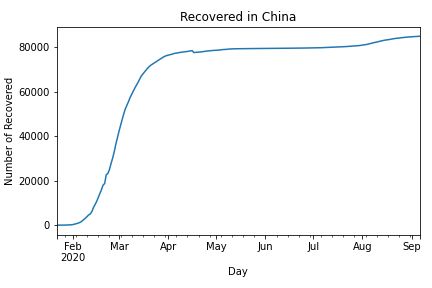 Recovered in China
Number of Recovered
80000
60000
40000
20000
0
Feb Mar Apr May Jun Jul Aug Sep
2020
Day